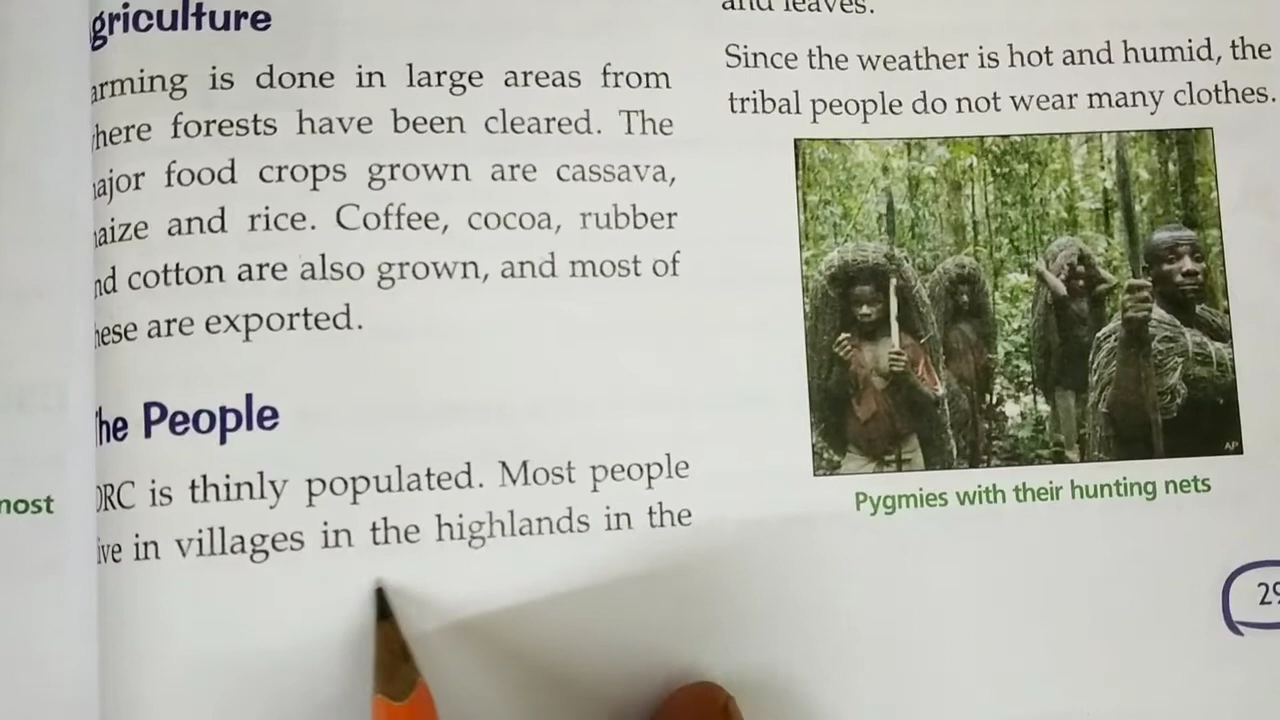 griculture
arming is done in large areas from
here forests have been cleared. The
ajor food crops grown are cassava,
aize and rice. Coffee, cocoa, rubber
nd cotton are also grown, and most of
hese are exported.
he People
DRC is thinly populated. Most people
ive in villages in the highlands in the
nost
and leaves.
Since the weather is hot and humid, the
tribal people do not wear many clothes.
AP
Pygmies with their hunting nets
29